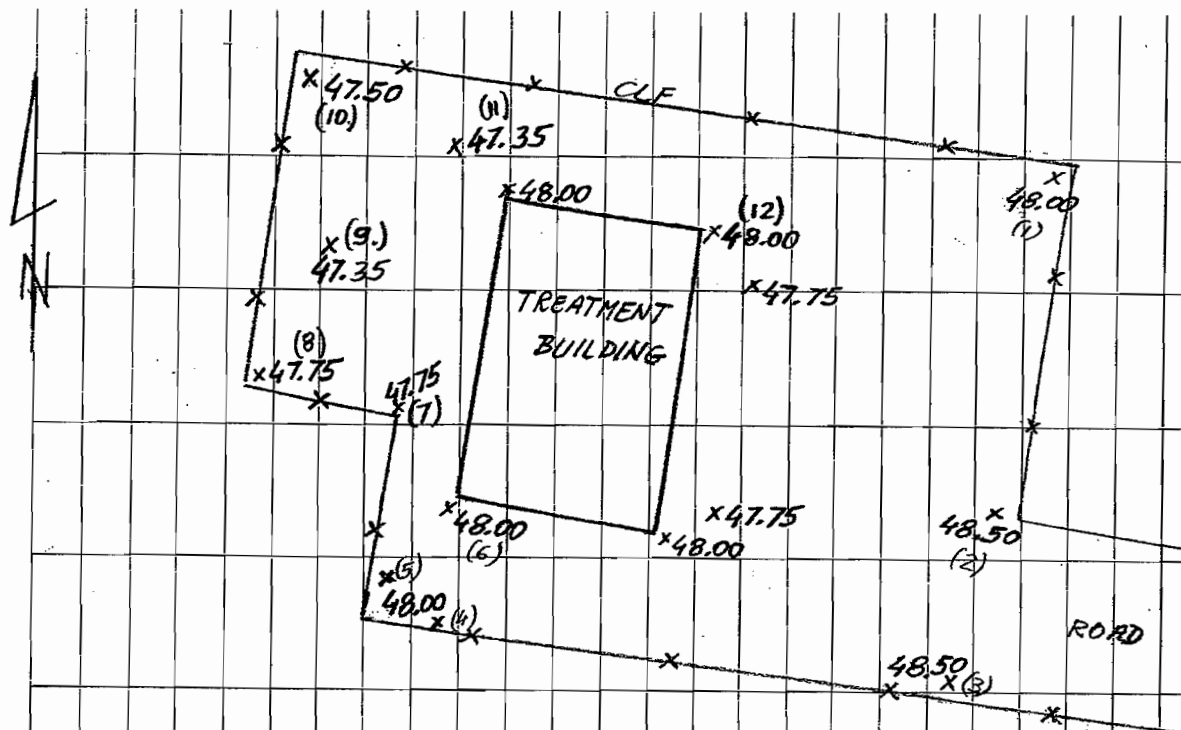 CLF
x 47.50
(10.)
(11)
x 47.35
x 48.00
(12)
x 48.00
x
48.00
(1)
x (9.)
47.35
N
x 47.75
TREATMENT
BUILDING
(8)
x 47.75
47.75
x (7)
x 48.00
(6)
x 47.75
x 48.00
x
48.50
(2)
x (5)
48.00
x (4)
ROAD
48.50
x (3)